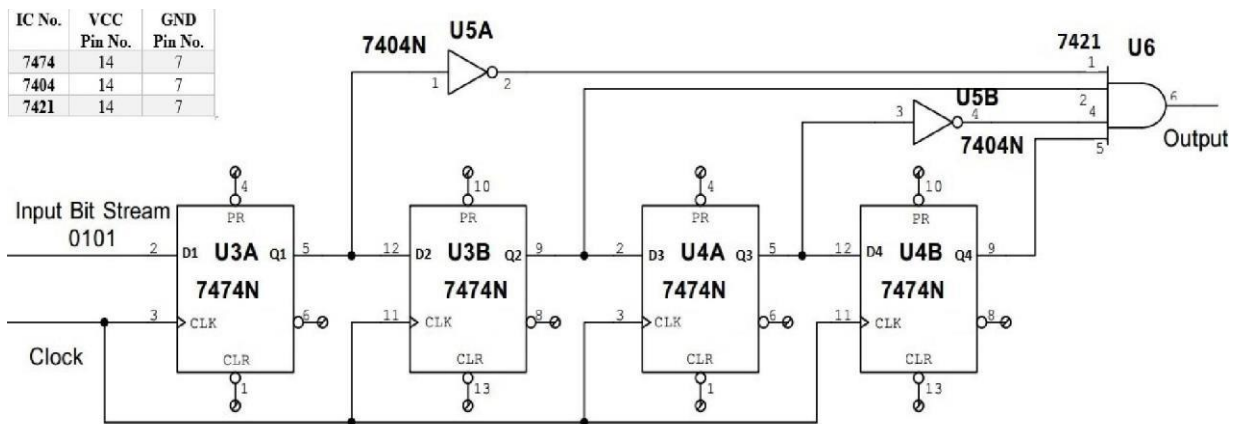 IC No. VCC Pin No. GND Pin No.
7474 14 7
7404 14 7
7421 14 7
U5A
7404N
1
2
7421
U6
1
2
4
5
6
Output
U5B
3
4
7404N
Input Bit Stream
0101
Clock
4
PR
2 D1 U3A Q1 5
7474N
3 CLK
6
CLR
1
10
PR
12 D2 U3B Q2 9
7474N
11 CLK
8
CLR
13
4
PR
2 D3 U4A Q3 5
7474N
3 CLK
6
CLR
1
10
PR
12 D4 U4B Q4 9
7474N
11 CLK
8
CLR
13